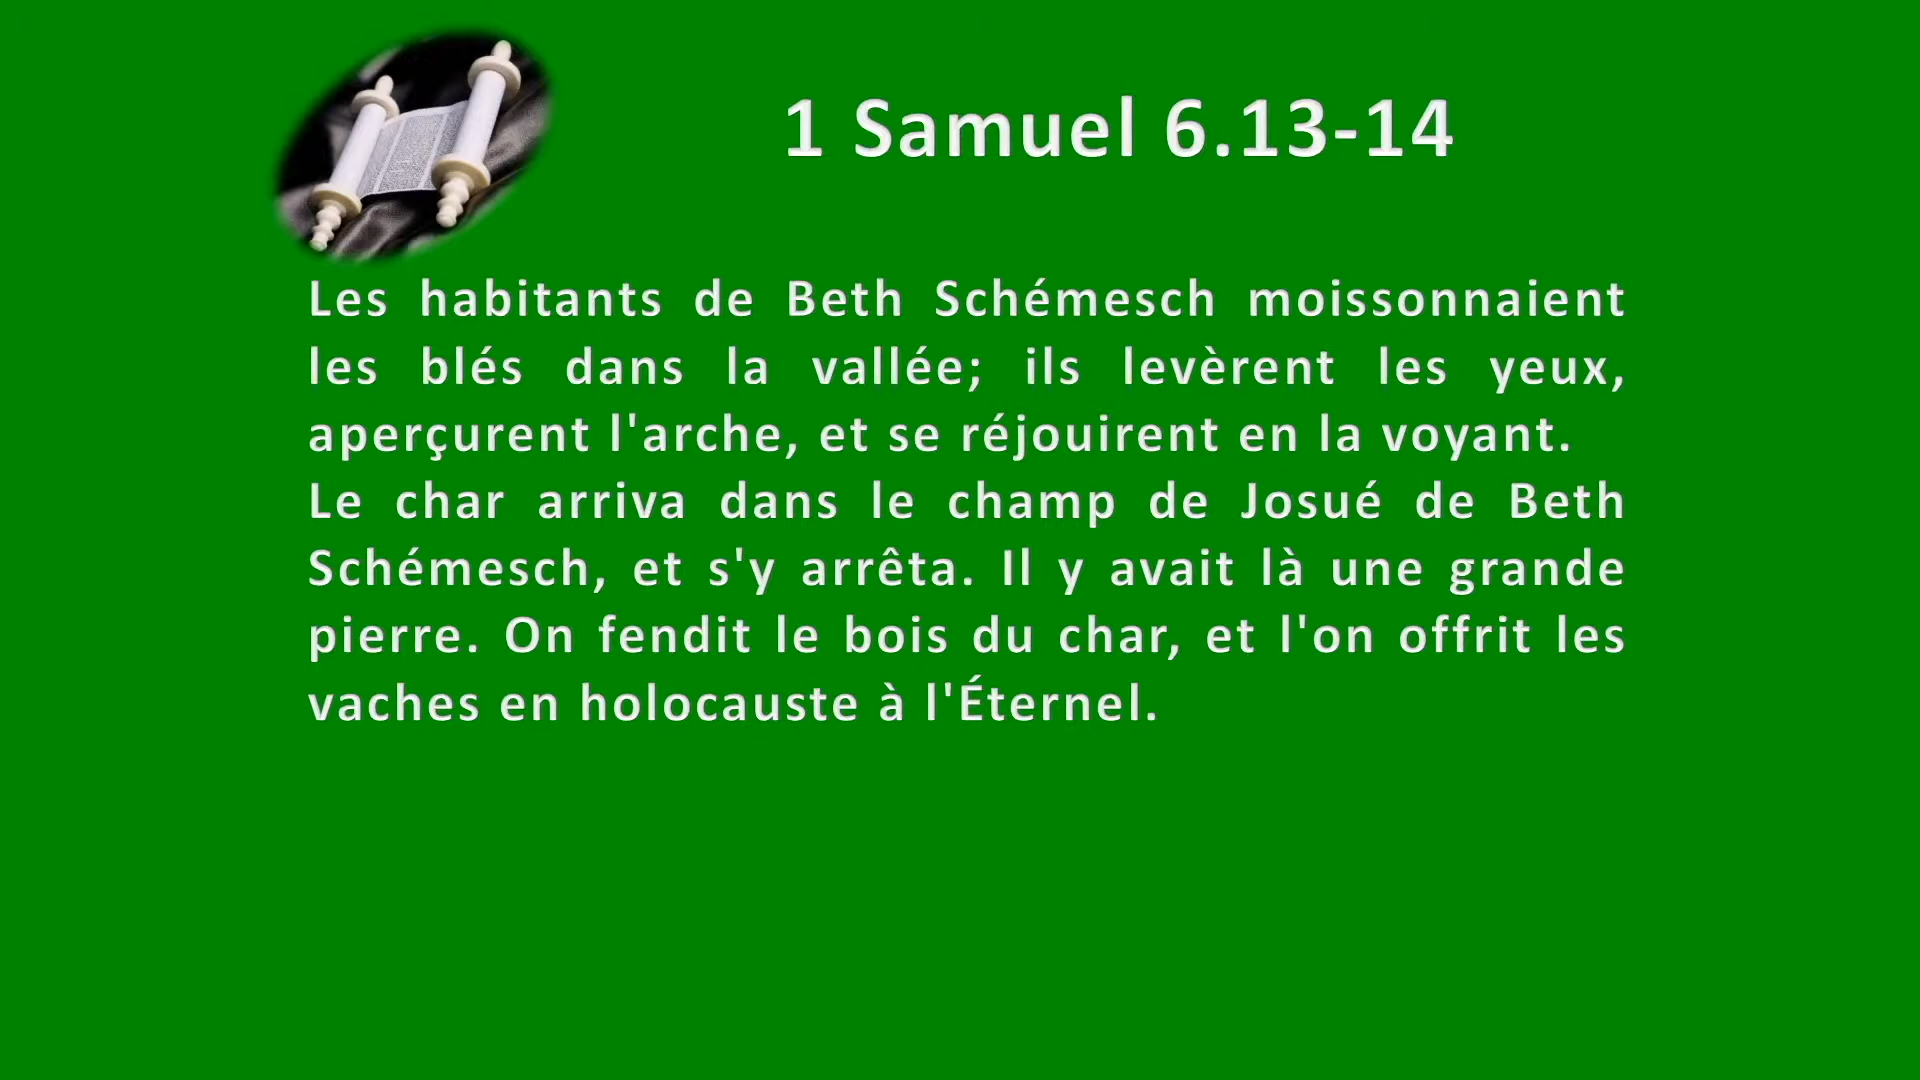 1 Samuel 6.13-14
Les habitants de Beth Schémesch moissonnaient
les blés dans la vallée; ils levèrent les yeux,
aperçurent l'arche, et se réjouirent en la voyant.
Le char arriva dans le champ de Josué de Beth
Schémesch, et s'y arrêta. Il y avait là une grande
pierre. On fendit le bois du char, et l'on offrit les
vaches en holocauste à l'Éternel.